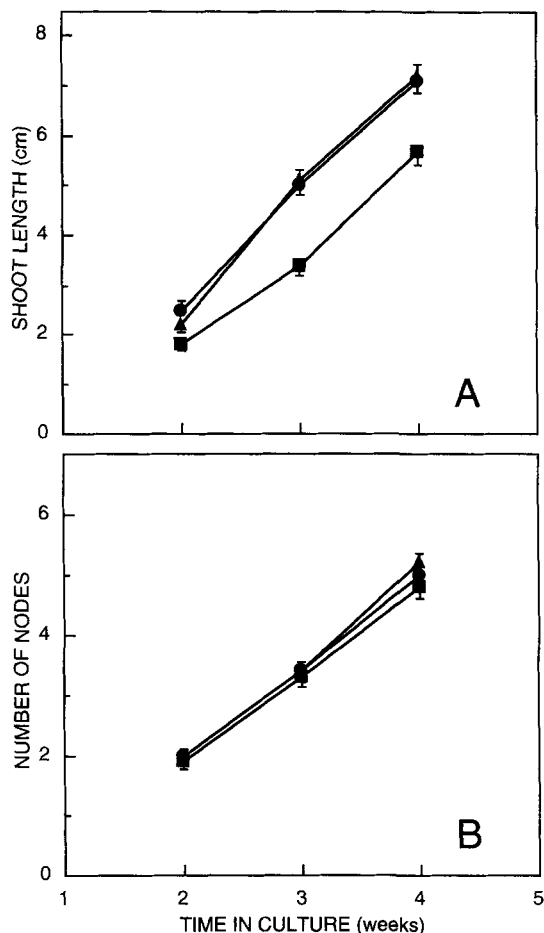 8
6
4
2
0
SHOOT LENGTH (cm)
A
6
4
2
0
NUMBER OF NODES
B
1 2 3 4 5
TIME IN CULTURE (weeks)